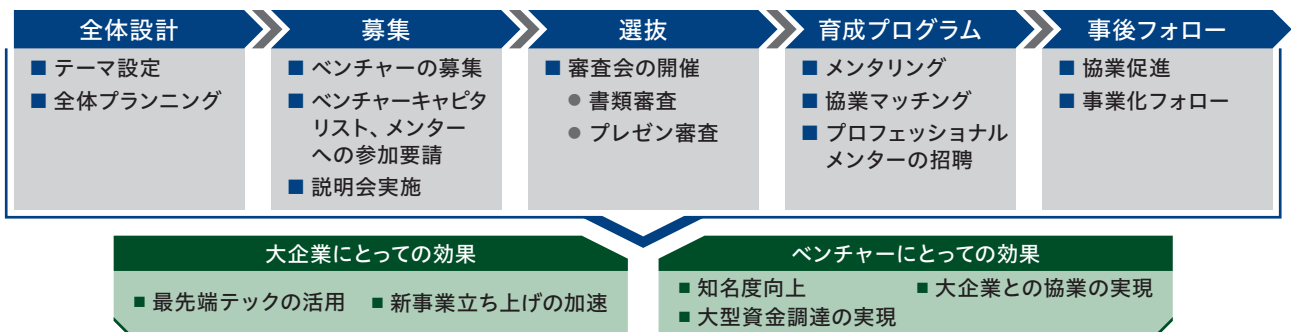 全体設計
■ テーマ設定
■ 全体プランニング
募集
■ ベンチャーの募集
■ ベンチャーキャピタ
リスト、メンター
への参加要請
■ 説明会実施
選抜
■ 審査会の開催
● 書類審査
● プレゼン審査
育成プログラム
■ メンタリング
■ 協業マッチング
■ プロフェッショナル
メンターの招聘
事後フォロー
■ 協業促進
■ 事業化フォロー
大企業にとっての効果
■ 最先端テックの活用 ■ 新事業立ち上げの加速
ベンチャーにとっての効果
■ 知名度向上 ■ 大企業との協業の実現
■ 大型資金調達の実現